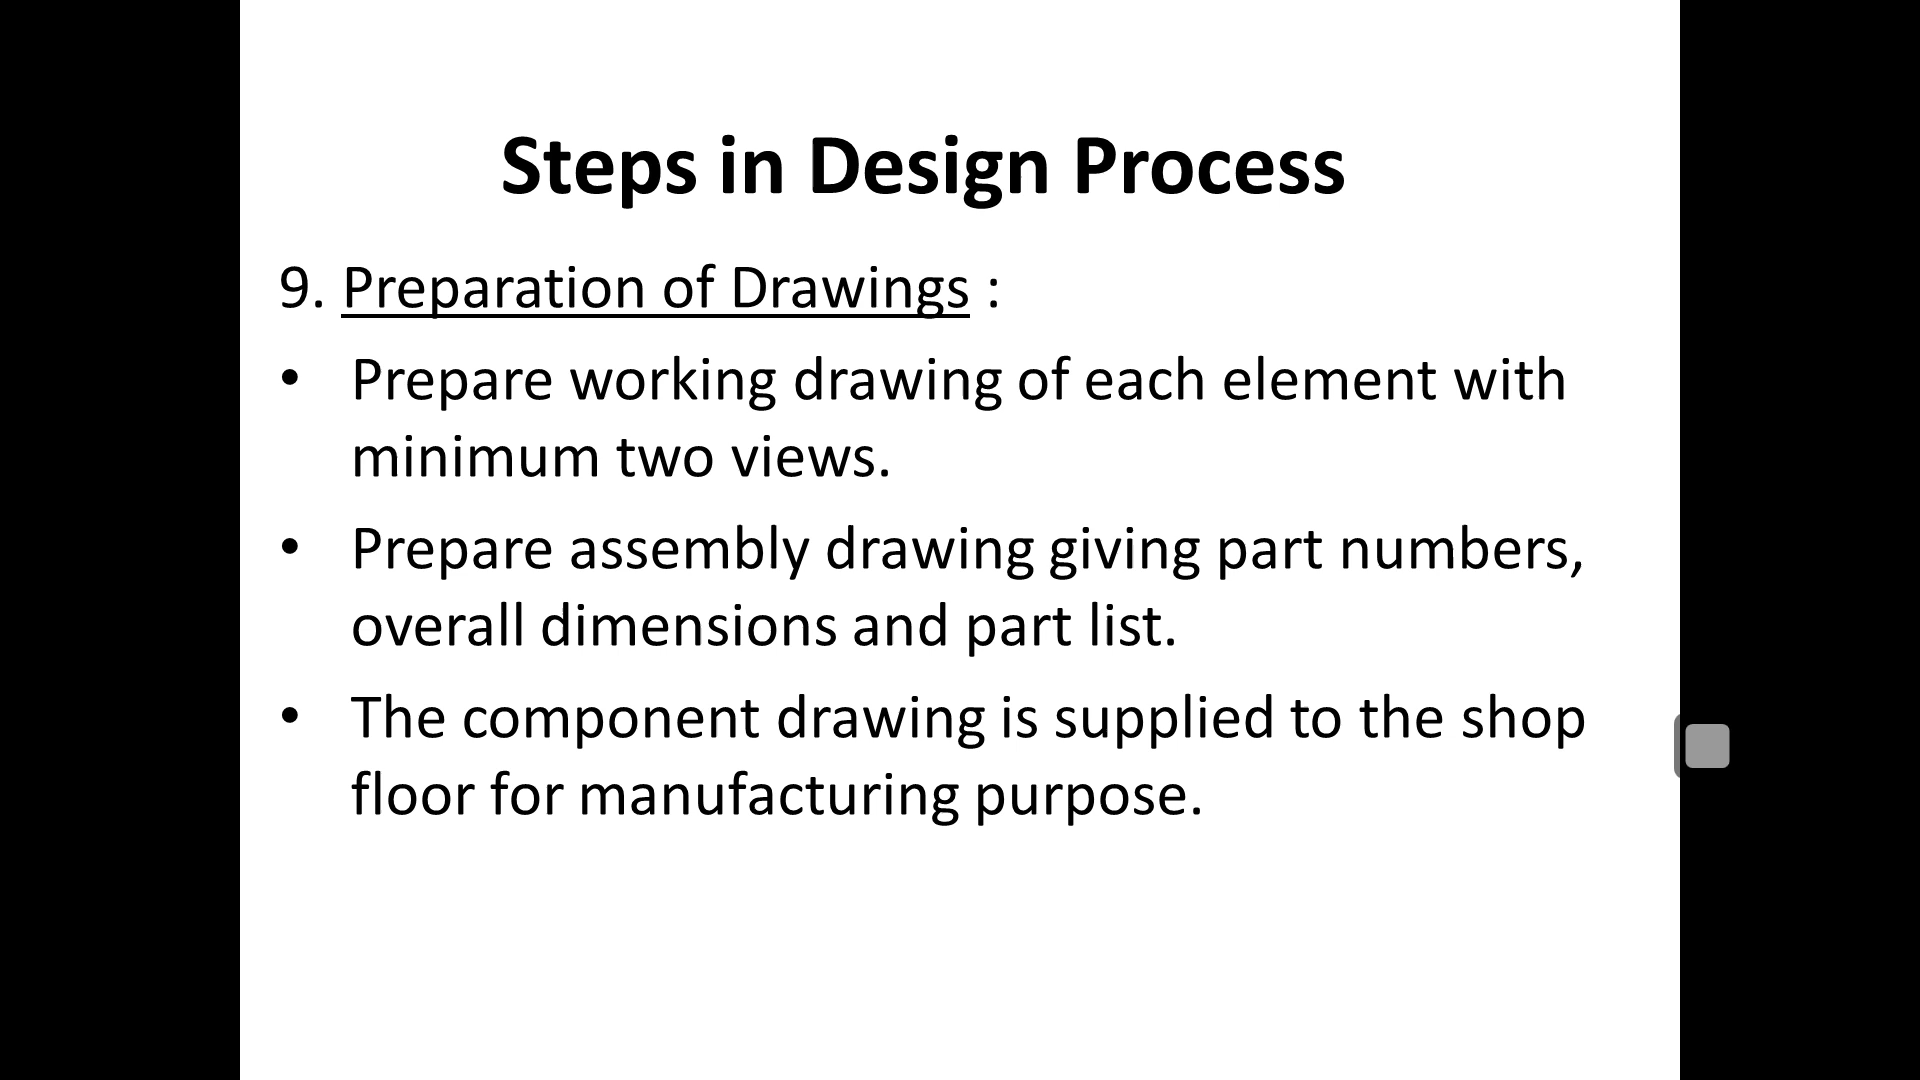 Steps in Design Process
9. Preparation of Drawings :
• Prepare working drawing of each element with
minimum two views.
• Prepare assembly drawing giving part numbers,
overall dimensions and part list.
• The component drawing is supplied to the shop
floor for manufacturing purpose.